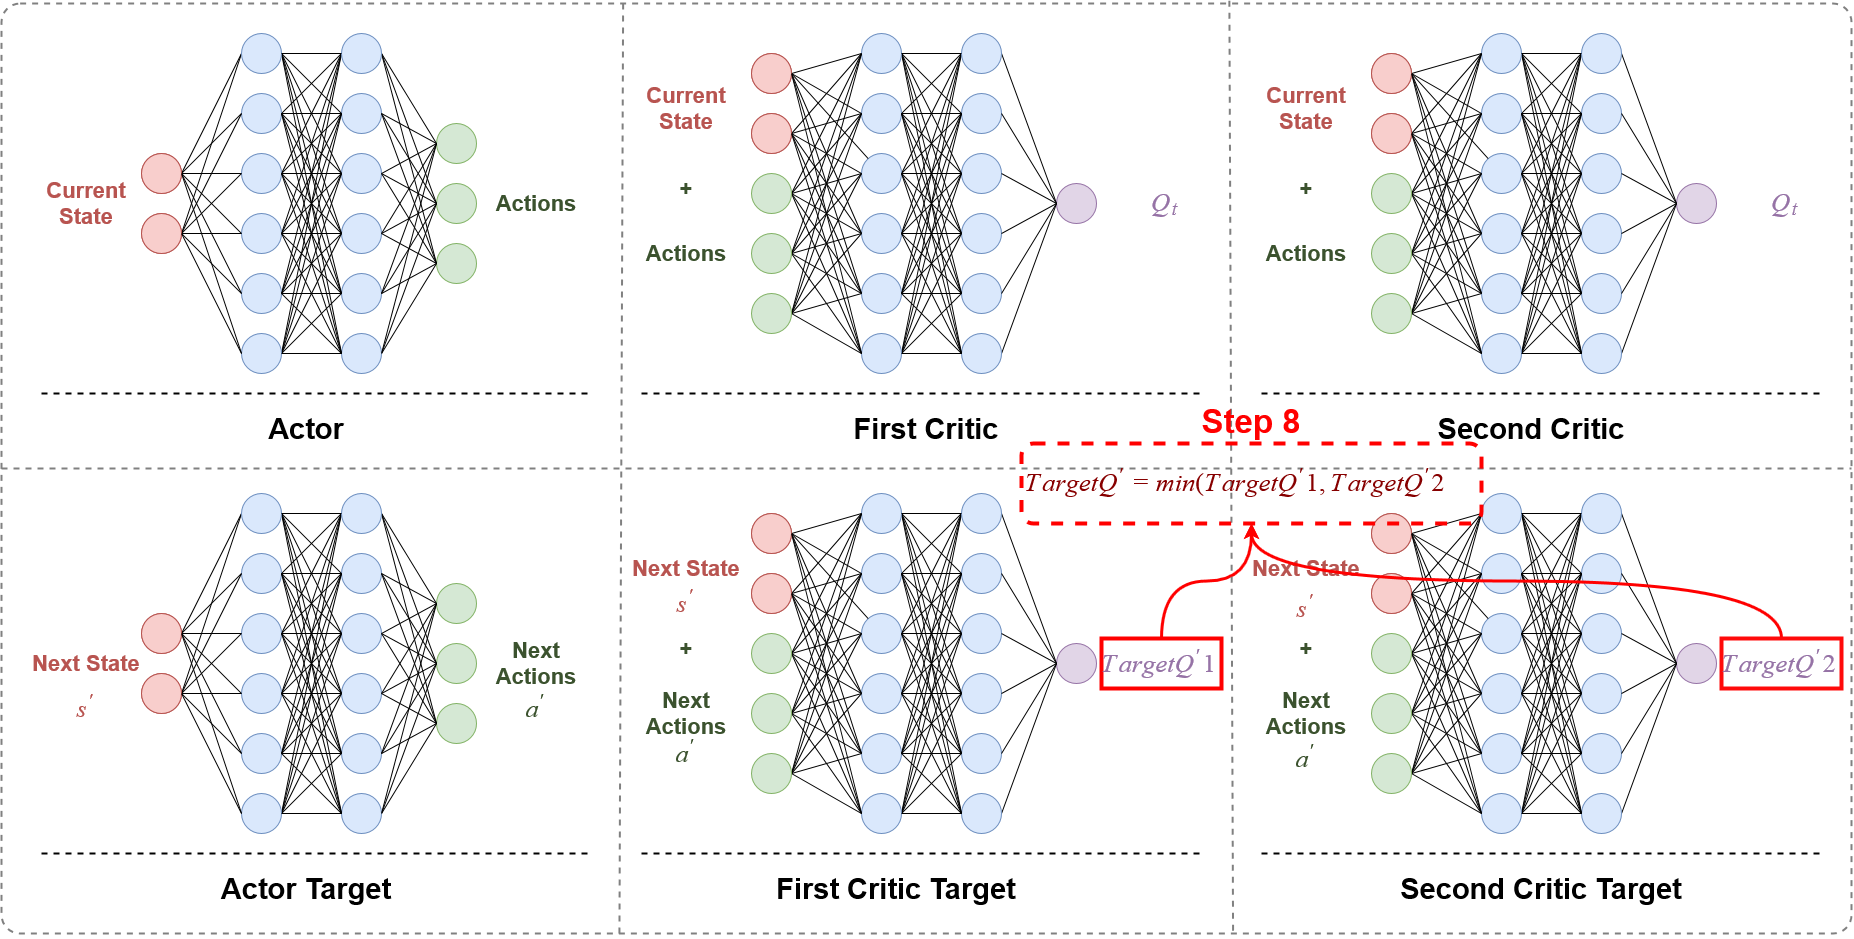 Current
State
Actions
Actor
Current
State
+
Actions
Q_t
First Critic
Current
State
+
Actions
Q_t
Second Critic
Step 8
TargetQ' = min(TargetQ'1, TargetQ'2
Next State
s'
Next
Actions
a'
Actor Target
Next State
s'
+
Next
Actions
a'
TargetQ'1
First Critic Target
Next State
s'
+
Next
Actions
a'
TargetQ'2
Second Critic Target